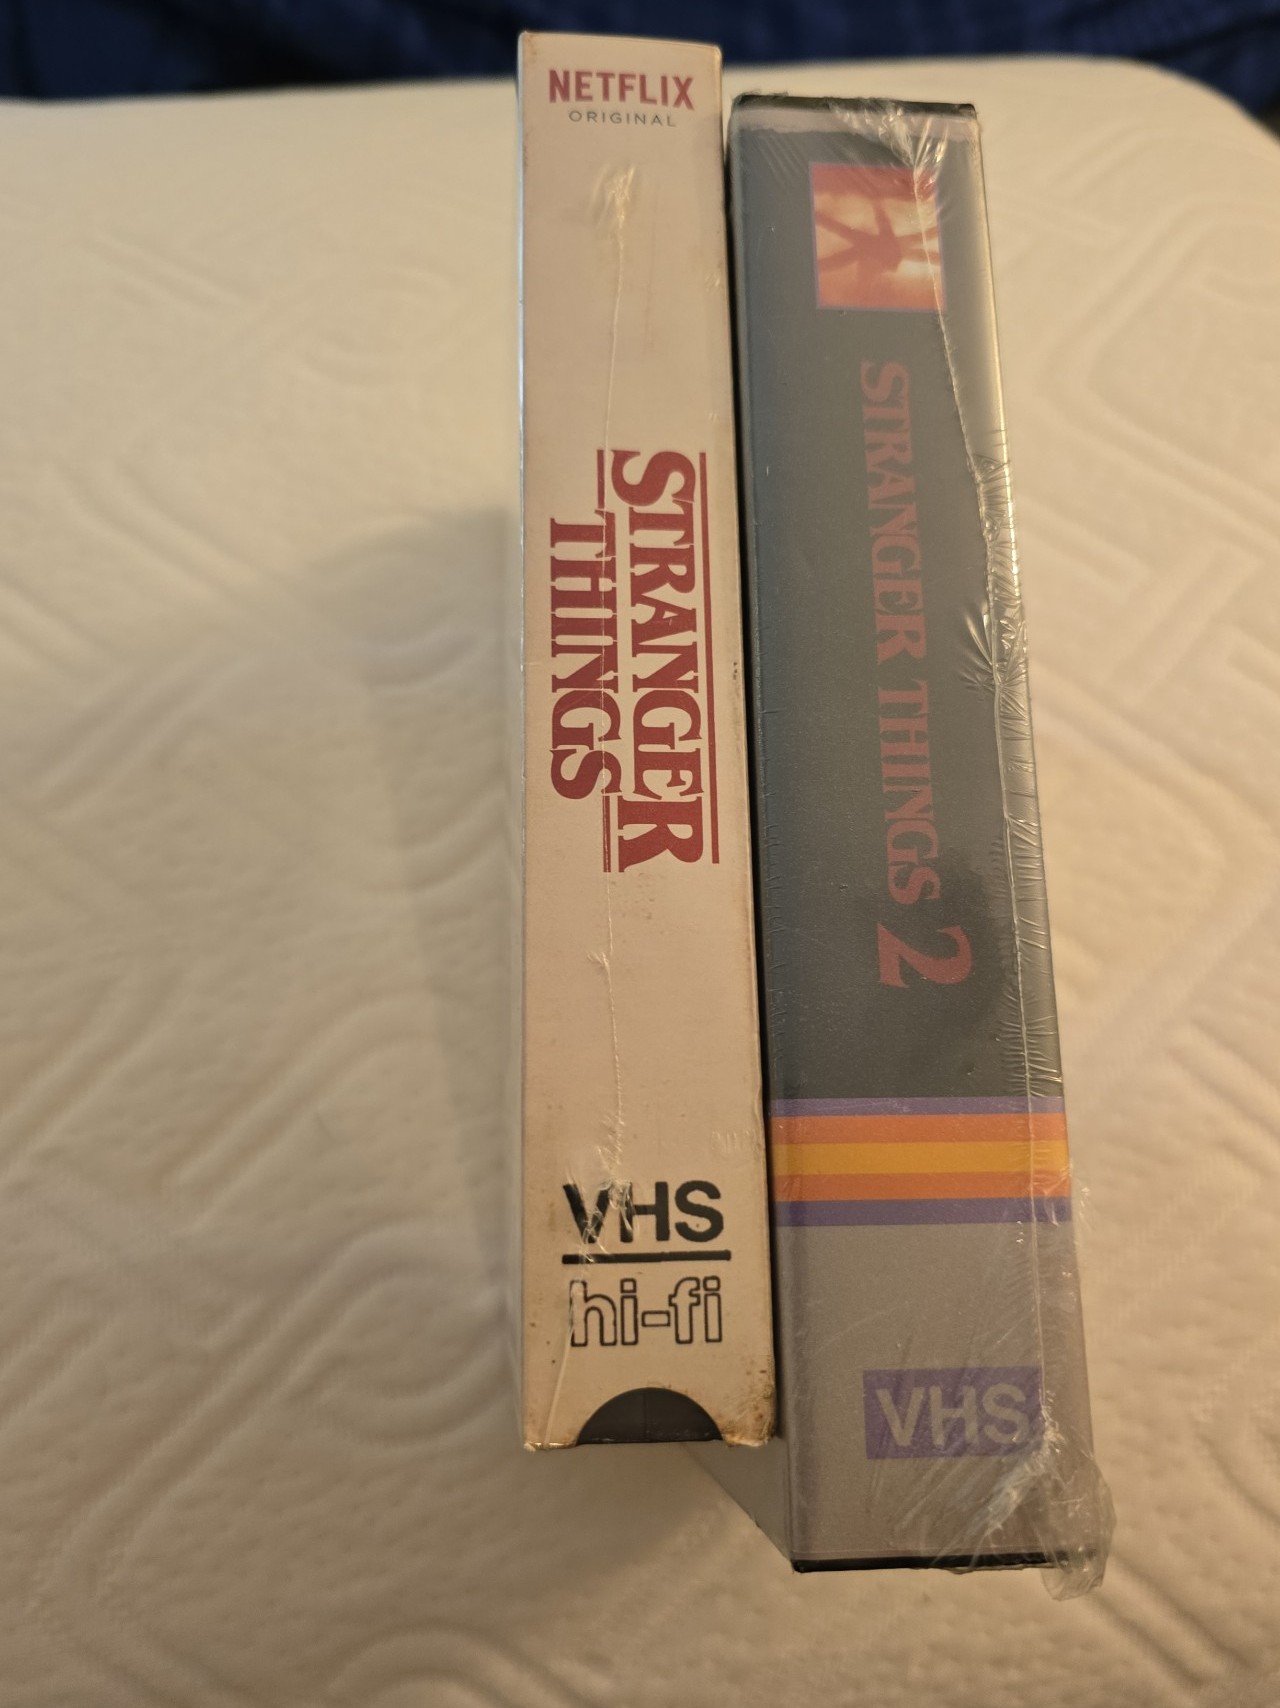 NETFLIX
ORIGINAL
STRANGER
THINGS
VHS
hi-fi
STRANGER THINGS 2
VHS